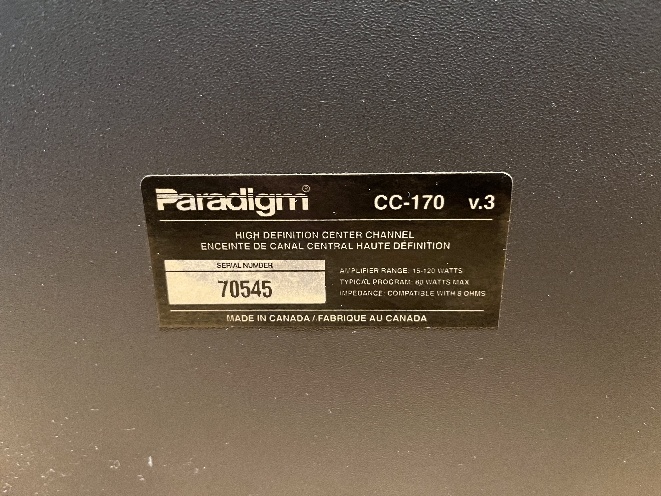 Paradigm®
CC-170 v.3
HIGH DEFINITION CENTER CHANNEL
ENCEINTE DE CANAL CENTRAL HAUTE DÉFINITION
SERIAL NUMBER
70545
AMPLIFIER RANGE: 15-120 WATTS
TYPICAL PROGRAM: 80 WATTS MAX
IMPEDANCE: COMPATIBLE WITH 8 OHMS
MADE IN CANADA / FABRIQUE AU CANADA